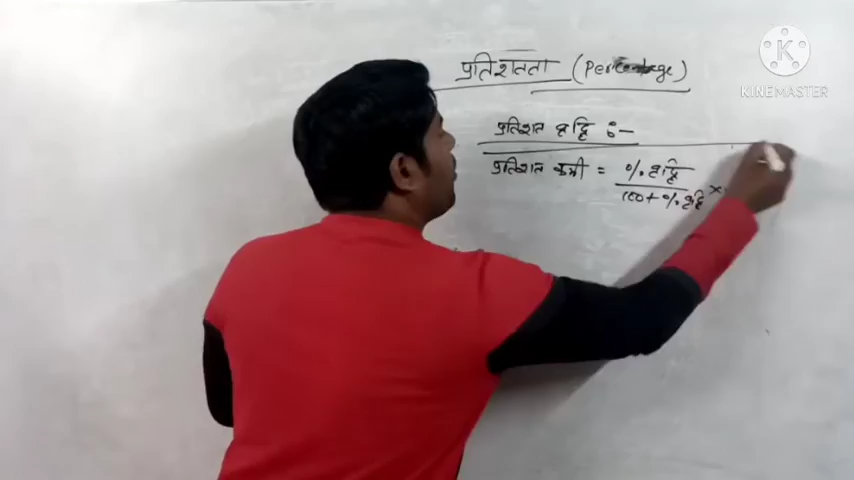 प्रतिशतता (Percentage)
KINEMASTER
प्रतिशत वृद्धि :-
प्रतिशत कमी = % वृद्धि / 100 + % वृद्धि ×